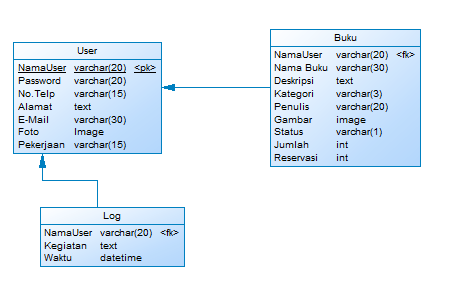 User
NamaUser varchar(20) <pk>
Password varchar(20)
No.Telp varchar(15)
Alamat text
E-Mail varchar(30)
Foto Image
Pekerjaan varchar(15)
Buku
NamaUser varchar(20) <fk>
Nama Buku varchar(30)
Deskripsi text
Kategori varchar(3)
Penulis varchar(20)
Gambar image
Status varchar(1)
Jumlah int
Reservasi int
Log
NamaUser varchar(20) <fk>
Kegiatan text
Waktu datetime